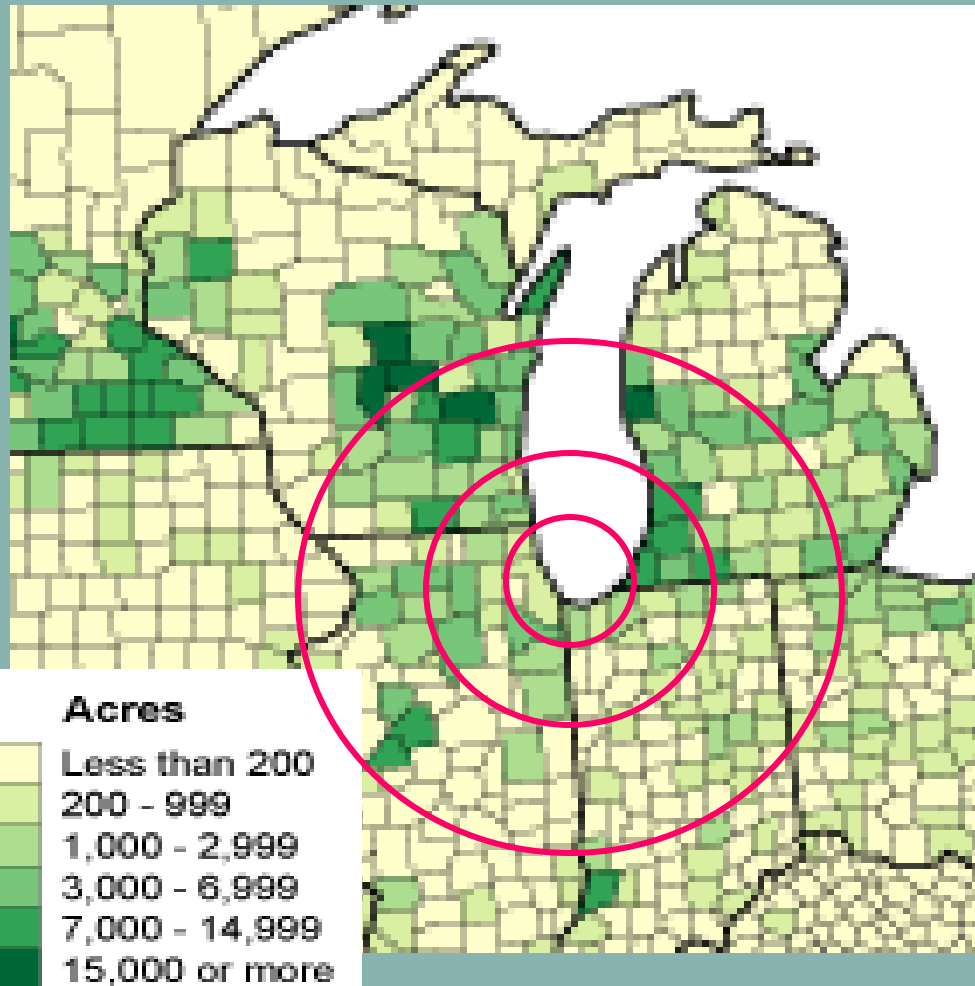 Acres
Less than 200
200 - 999
1,000 - 2,999
3,000 - 6,999
7,000 - 14,999
15,000 or more